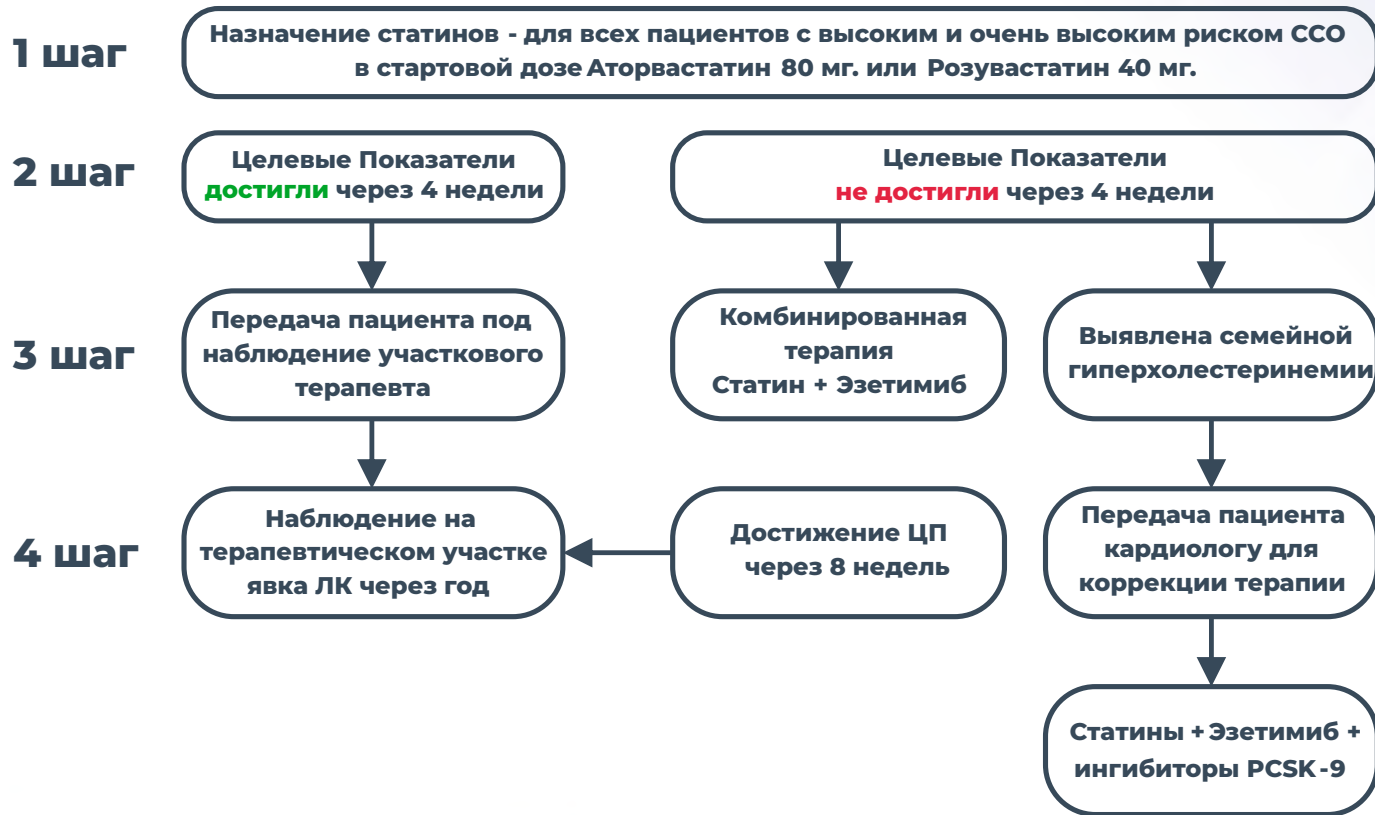 1 шаг
Назначение статинов - для всех пациентов с высоким и очень высоким риском ССО
в стартовой дозе Аторвастатин 80 мг. или Розувастатин 40 мг.
2 шаг
Целевые Показатели
достигли через 4 недели
Целевые Показатели
не достигли через 4 недели
3 шаг
Передача пациента под
наблюдение участкового
терапевта
Комбинированная
терапия
Статин + Эзетимиб
Выявлена семейной
гиперхолестеринемии
4 шаг
Наблюдение на
терапевтическом участке
явка ЛК через год
Достижение ЦП
через 8 недель
Передача пациента
кардиологу для
коррекции терапии
Статины + Эзетимиб +
ингибиторы PCSK-9